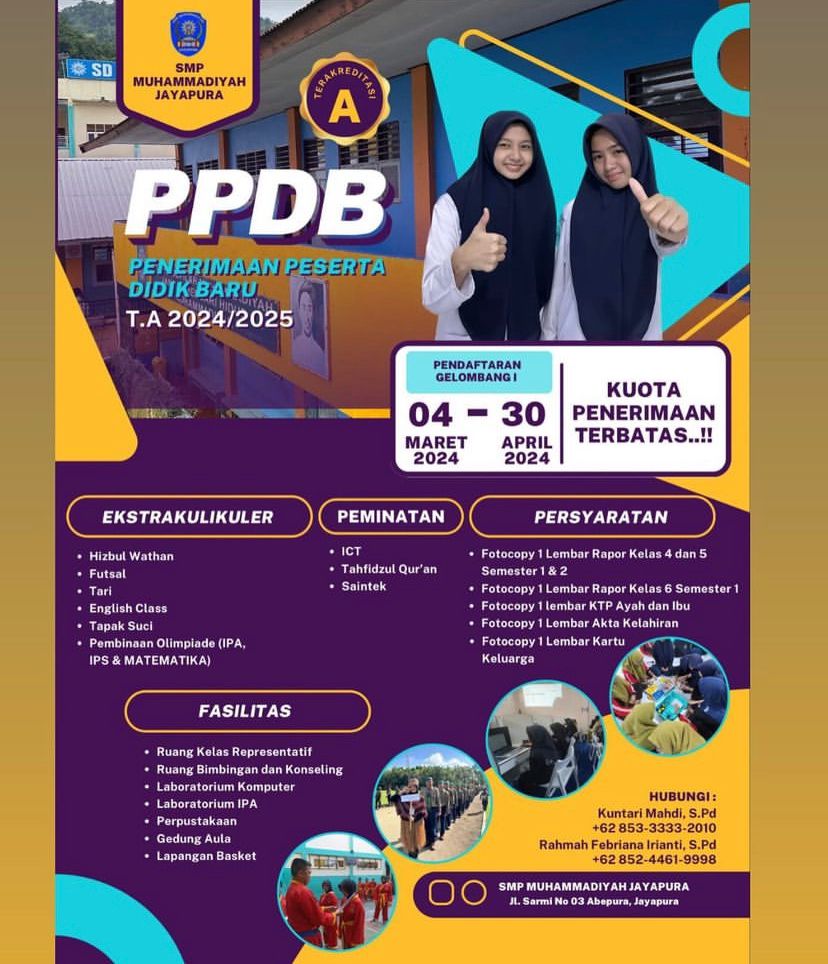 SMP
MUHAMMADIYAH
JAYAPURA
SD
TERAKREDITASI
A
PPDB
PENERIMAAN PESERTA
DIDIK BARU
T.A 2024/2025
PENDAFTARAN
GELOMBANG I
04 – 30
MARET APRIL
2024 2024
KUOTA
PENERIMAAN
TERBATAS..!!
EKSTRAKULIKULER
• Hizbul Wathan
• Futsal
• Tari
• English Class
• Tapak Suci
• Pembinaan Olimpiade (IPA,
IPS & MATEMATIKA)
PEMINATAN
• ICT
• Tahfidzul Qur'an
• Saintek
PERSYARATAN
• Fotocopy 1 Lembar Rapor Kelas 4 dan 5
Semester 1 & 2
• Fotocopy 1 Lembar Rapor Kelas 6 Semester 1
• Fotocopy 1 lembar KTP Ayah dan Ibu
• Fotocopy 1 Lembar Akta Kelahiran
• Fotocopy 1 Lembar Kartu
Keluarga
FASILITAS
• Ruang Kelas Representatif
• Ruang Bimbingan dan Konseling
• Laboratorium Komputer
• Laboratorium IPA
• Perpustakaan
• Gedung Aula
• Lapangan Basket
HUBUNGI :
Kuntari Mahdi, S.Pd
+62 853-3333-2010
Rahmah Febriana Irianti, S.Pd
+62 852-4461-9998
SMP MUHAMMADIYAH JAYAPURA
Jl. Sarmi No 03 Abepura, Jayapura